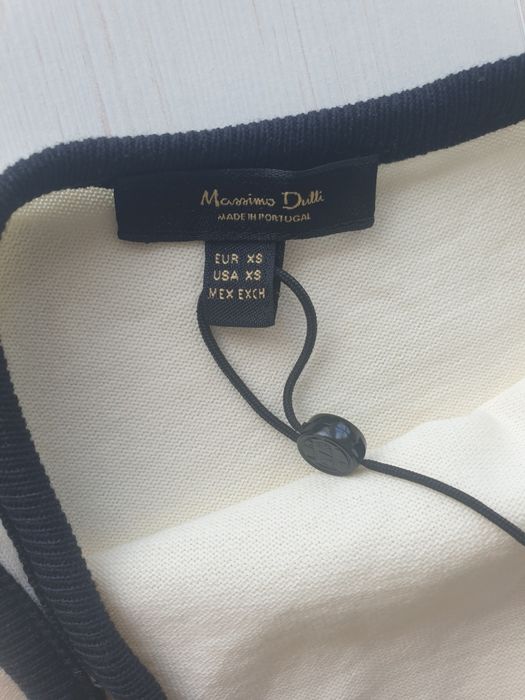 Massimo Dutti
MADE IN PORTUGAL
EUR XS
USA XS
MEX EXCH